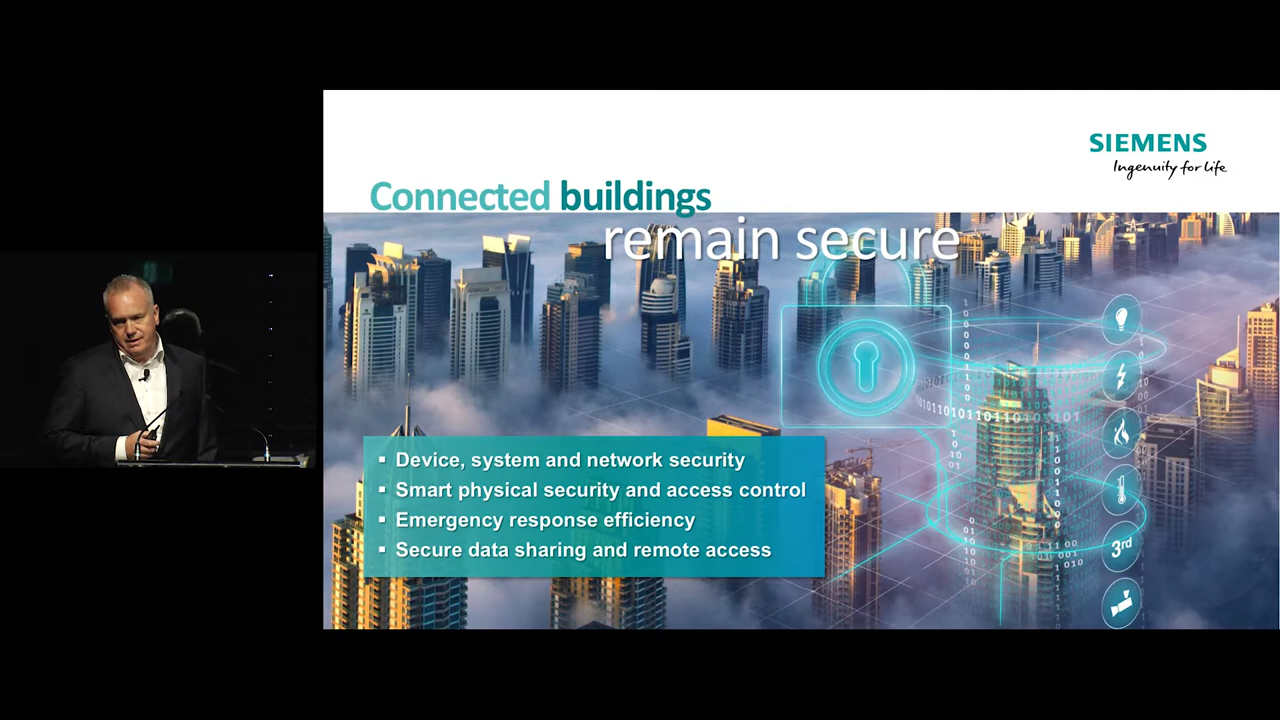 SIEMENS
Ingenuity for life
Connected buildings
remain secure
▪ Device, system and network security
▪ Smart physical security and access control
▪ Emergency response efficiency
▪ Secure data sharing and remote access
3rd